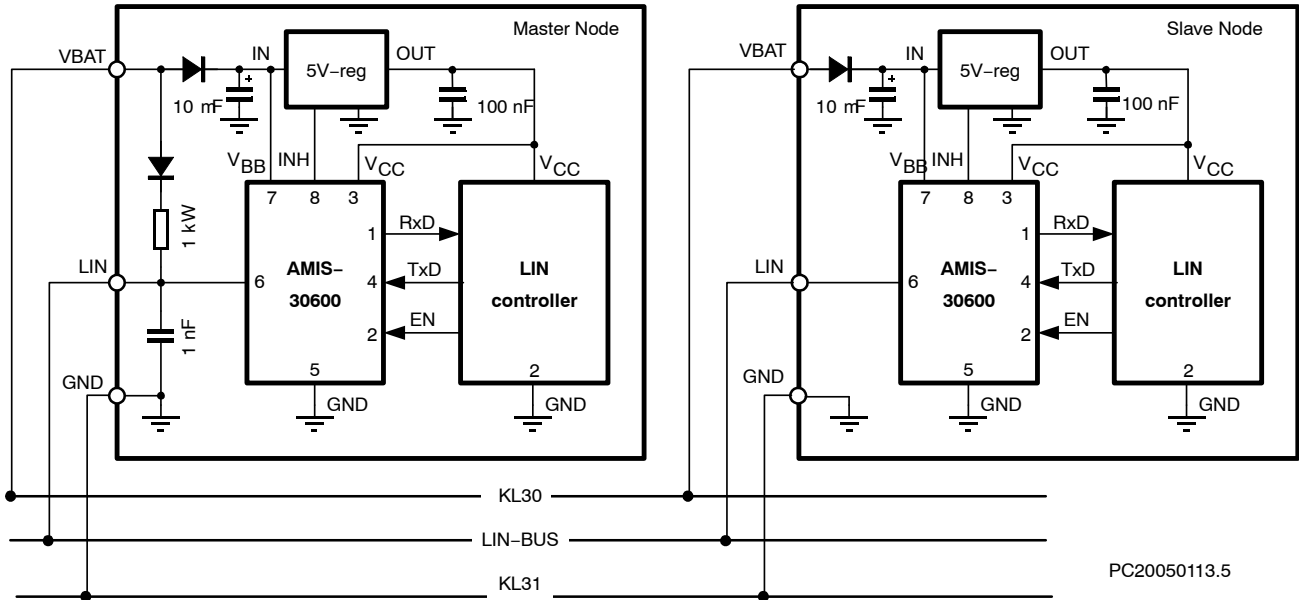 Master Node
VBAT
IN
5V−reg
OUT
10 mF
+
100 nF
VBB
INH
VCC
VCC
7
8
3
1 kW
1
RxD
LIN
6
AMIS−
30600
4
TxD
LIN
controller
2
EN
1 nF
GND
5
GND
2
GND
Slave Node
VBAT
IN
5V−reg
OUT
10 mF
+
100 nF
VBB
INH
VCC
VCC
7
8
3
1
RxD
LIN
6
AMIS−
30600
4
TxD
LIN
controller
2
EN
GND
5
GND
2
GND
KL30
LIN−BUS
KL31
PC20050113.5